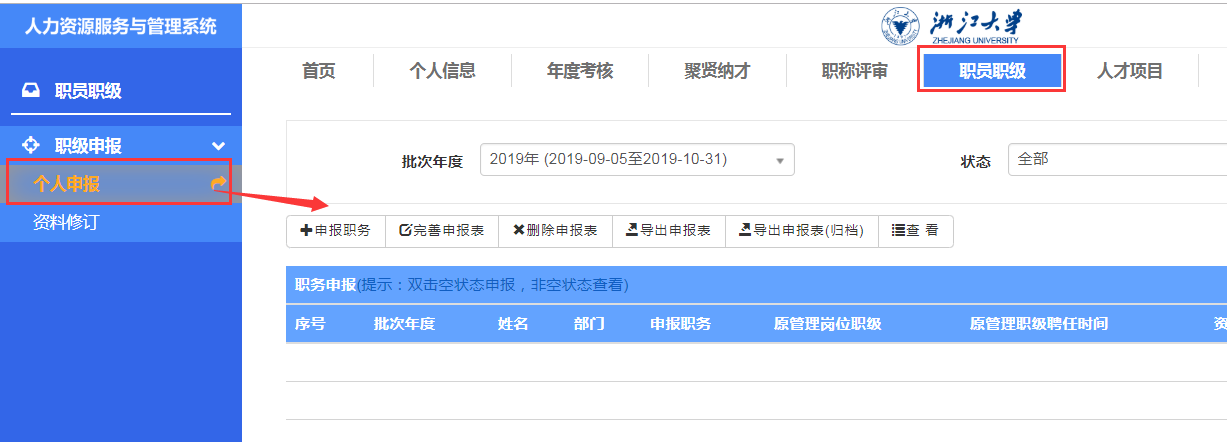 人力资源服务与管理系统
浙江大学
ZHEJIANG UNIVERSITY
首页 个人信息 年度考核 聚贤纳才 职称评审 职员职级 人才项目
职员职级
职级申报
个人申报
资料修订
批次年度 2019年 (2019-09-05至2019-10-31) 状态 全部
申报职务 完善申报表 删除申报表 导出申报表 导出申报表(归档) 查 看
职务申报(提示：双击空状态申报，非空状态查看)
序号 批次年度 姓名 部门 申报职务 原管理岗位职级 原管理职级聘任时间 资